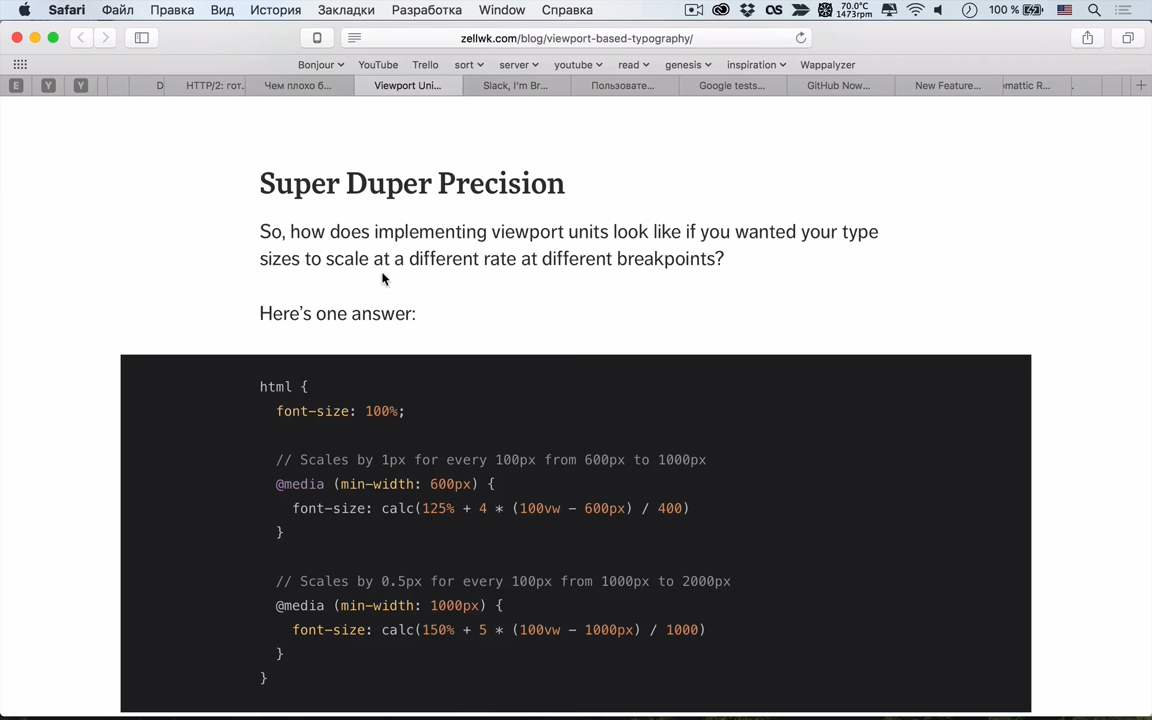 Safari Файл Правка Вид История Закладки Разработка Window Справка 70.0°C 1473rpm 100 %
zellwk.com/blog/viewport-based-typography/
Bonjour YouTube Trello sort server youtube read genesis inspiration Wappalyzer
E Y Y D HTTP/2: гот. Чем плохо б... Viewport Uni... Slack, I'm Br... Пользовате... Google tests... GitHub Now... New Feature... omattic R...
Super Duper Precision
So, how does implementing viewport units look like if you wanted your type
sizes to scale at a different rate at different breakpoints?
Here's one answer:
html {
font-size: 100%;
// Scales by 1px for every 100px from 600px to 1000px
@media (min-width: 600px) {
font-size: calc(125% + 4 * (100vw - 600px) / 400)
}
// Scales by 0.5px for every 100px from 1000px to 2000px
@media (min-width: 1000px) {
font-size: calc(150% + 5 * (100vw - 1000px) / 1000)
}
}